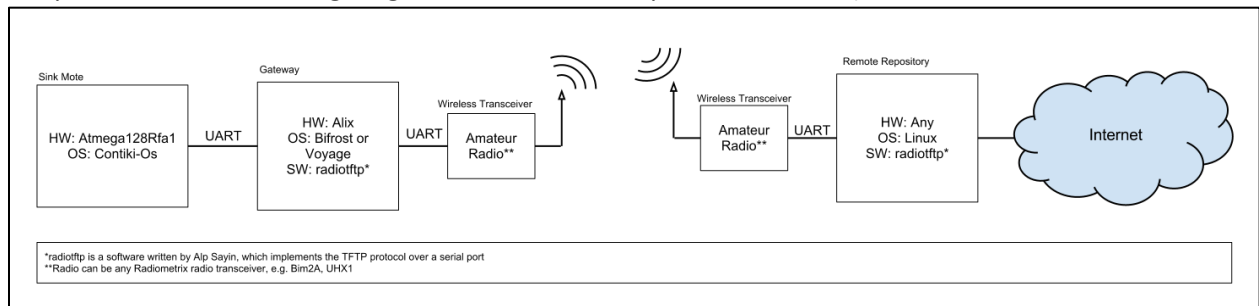 Sink Mote
HW: Atmega128Rfa1
OS: Contiki-Os
UART
Gateway
HW: Alix
OS: Bifrost or
Voyage
SW: radiotftp*
UART
Wireless Transceiver
Amateur
Radio**
Wireless Transceiver
Amateur
Radio**
UART
Remote Repository
HW: Any
OS: Linux
SW: radiotftp*
Internet
*radiotftp is a software written by Alp Sayin, which implements the TFTP protocol over a serial port
**Radio can be any Radiometrix radio transceiver, e.g. Bim2A, UHX1